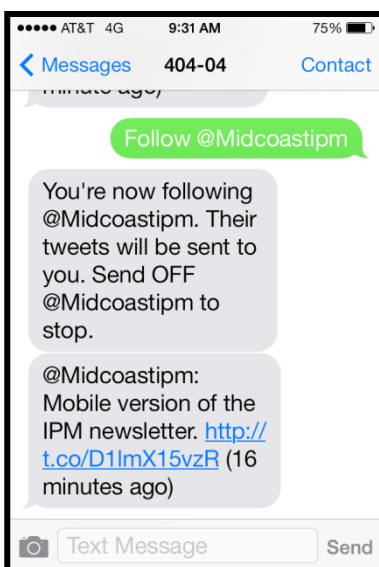 AT&T 4G 9:31 AM 75%
Messages 404-04 Contact
minute ago)
Follow @Midcoastipm
You're now following
@Midcoastipm. Their
tweets will be sent to
you. Send OFF
@Midcoastipm to
stop.
@Midcoastipm:
Mobile version of the
IPM newsletter. http://
t.co/D1lmX15vzR (16
minutes ago)
Text Message Send